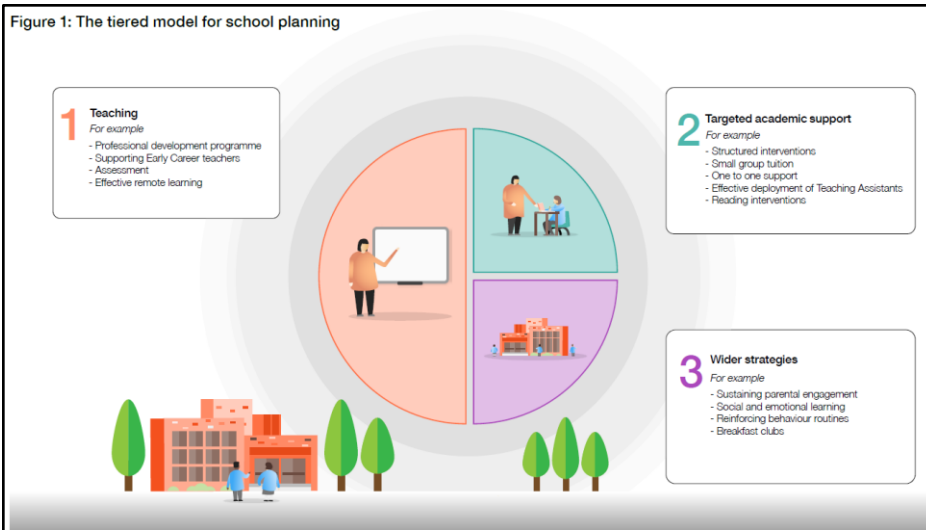 Figure 1: The tiered model for school planning
1
Teaching
For example
- Professional development programme
- Supporting Early Career teachers
- Assessment
- Effective remote learning
2
Targeted academic support
For example
- Structured interventions
- Small group tuition
- One to one support
- Effective deployment of Teaching Assistants
- Reading interventions
3
Wider strategies
For example
- Sustaining parental engagement
- Social and emotional learning
- Reinforcing behaviour routines
- Breakfast clubs